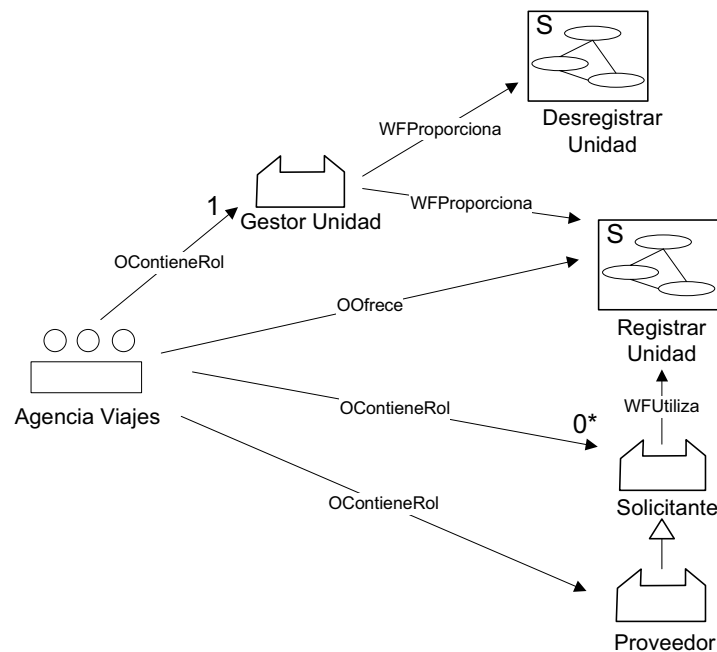 S
Desregistrar
Unidad
WFProporciona
1
Gestor Unidad
WFProporciona
S
OContieneRol
OOfrece
Registrar
Unidad
Agencia Viajes
OContieneRol
0*
WFUtiliza
Solicitante
OContieneRol
Proveedor